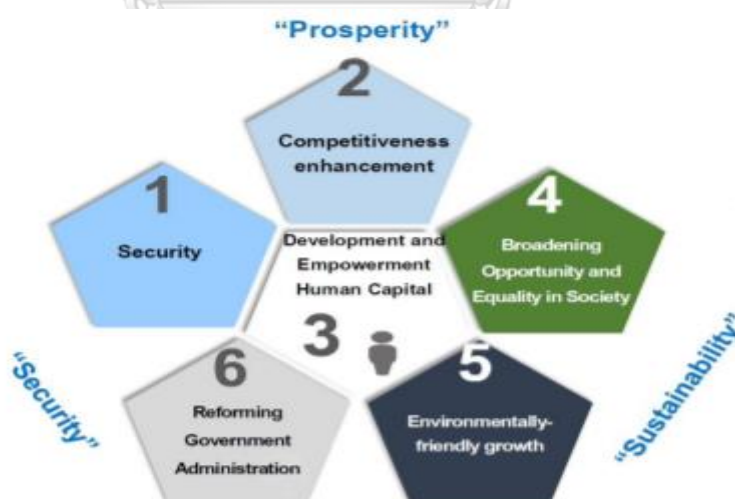 “Prosperity”
2
Competitiveness
enhancement
1
Security
4
Broadening
Opportunity and
Equality in Society
Development and
Empowerment
Human Capital
3
6
Reforming
Government
Administration
5
Environmentally-
friendly growth
“Security”
“Sustainability”